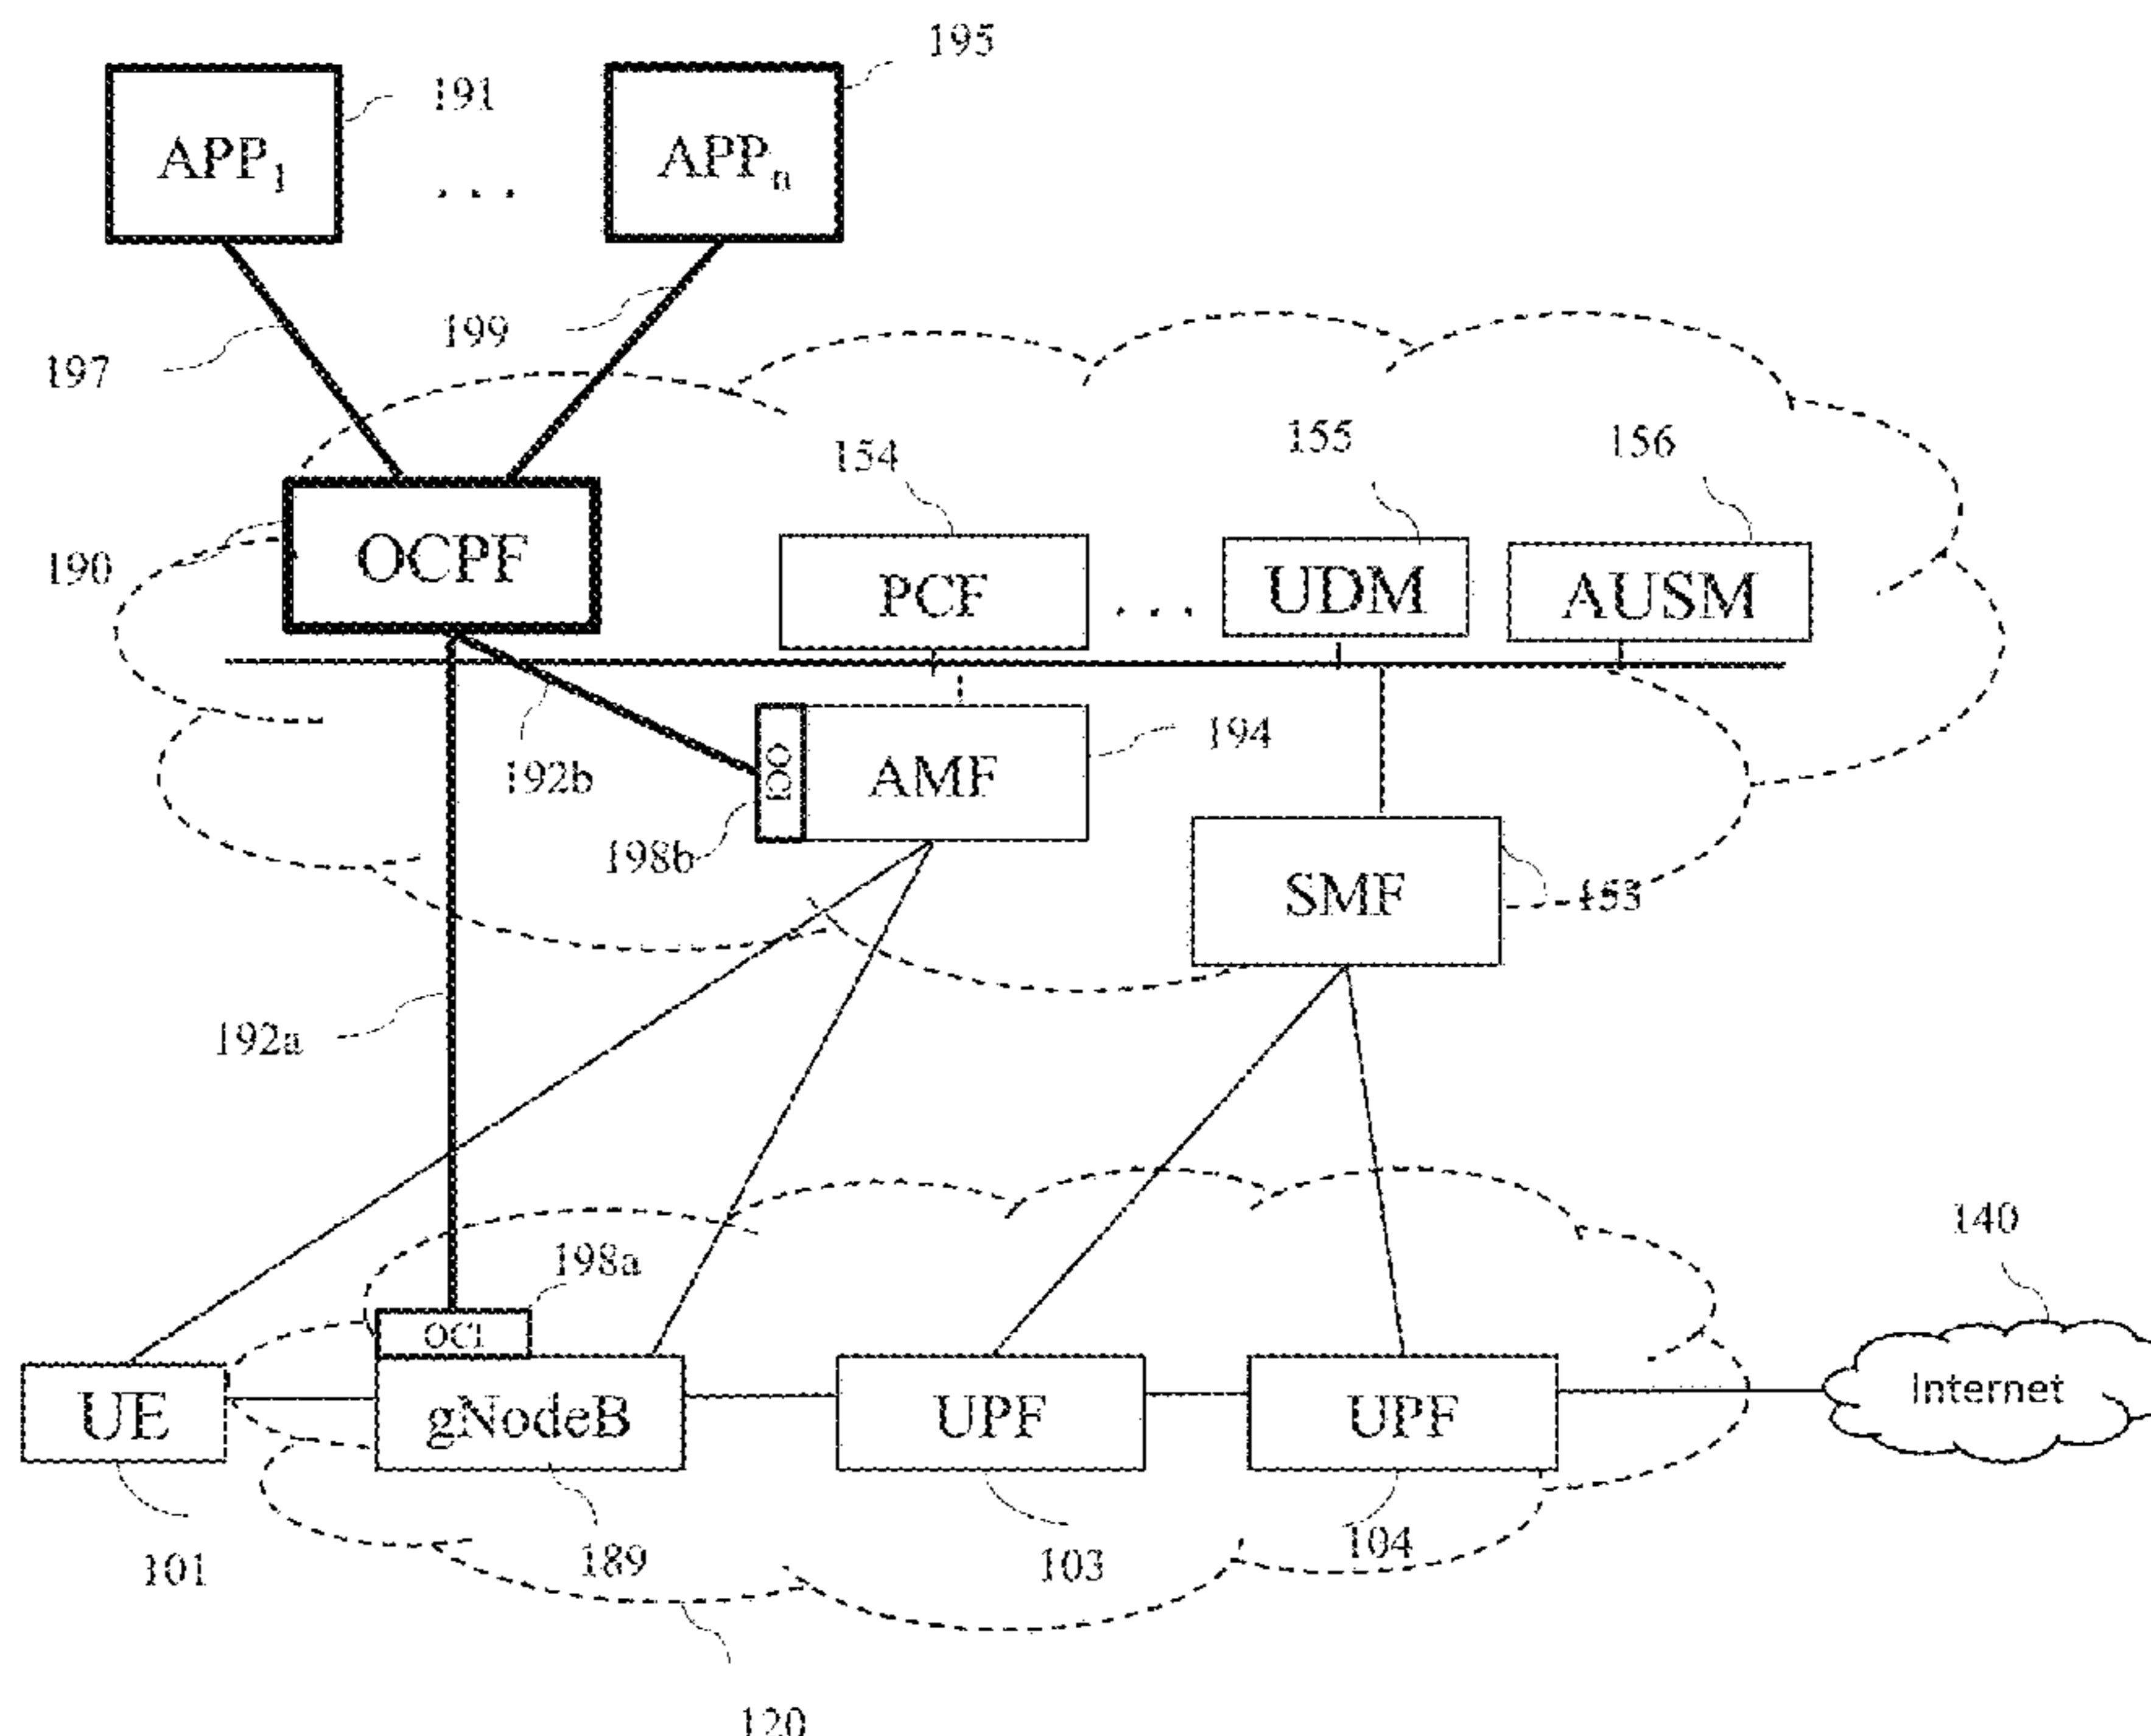 195
191
APP1
APPn
. . .
199
197
155
156
154
190
OCPF
PCF
. . .
UDM
AUSM
194
192b
OCI
AMF
198b
SMF
153
192a
140
198a
OCI
Internet
UE
gNodeB
UPF
UPF
101
189
103
104
120